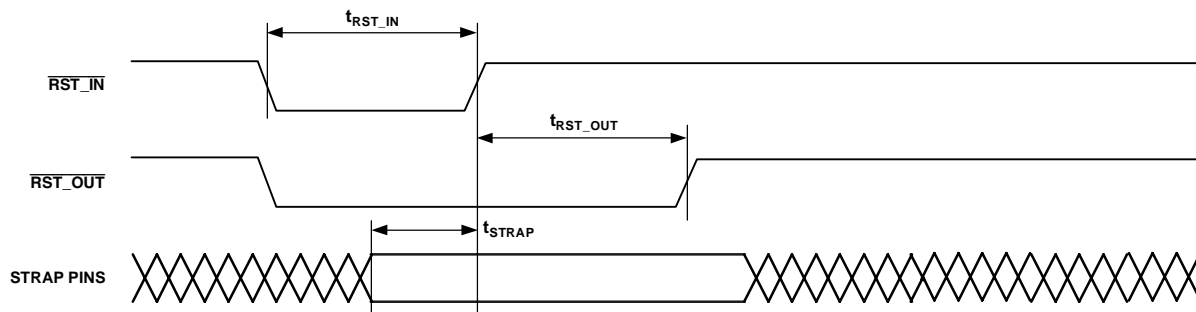 tRST_IN
RST_IN
tRST_OUT
RST_OUT
tSTRAP
STRAP PINS